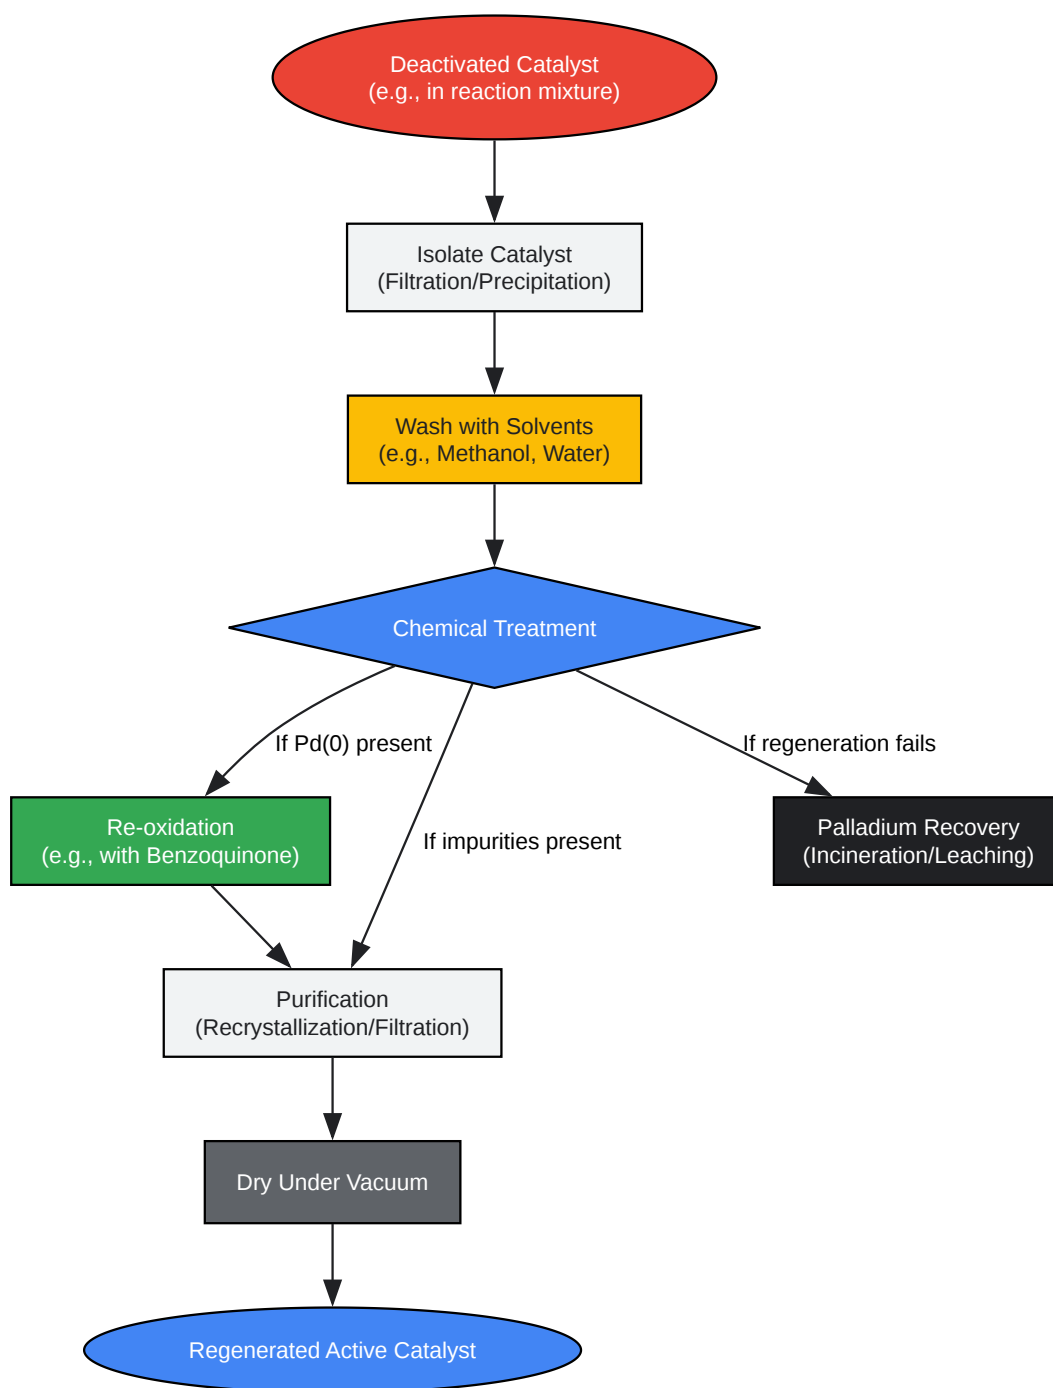 Deactivated Catalyst
(e.g., in reaction mixture)
Isolate Catalyst
(Filtration/Precipitation)
Wash with Solvents
(e.g., Methanol, Water)
Chemical Treatment
If Pd(0) present
If regeneration fails
Re-oxidation
(e.g., with Benzoquinone)
If impurities present
Palladium Recovery
(Incineration/Leaching)
Purification
(Recrystallization/Filtration)
Dry Under Vacuum
Regenerated Active Catalyst